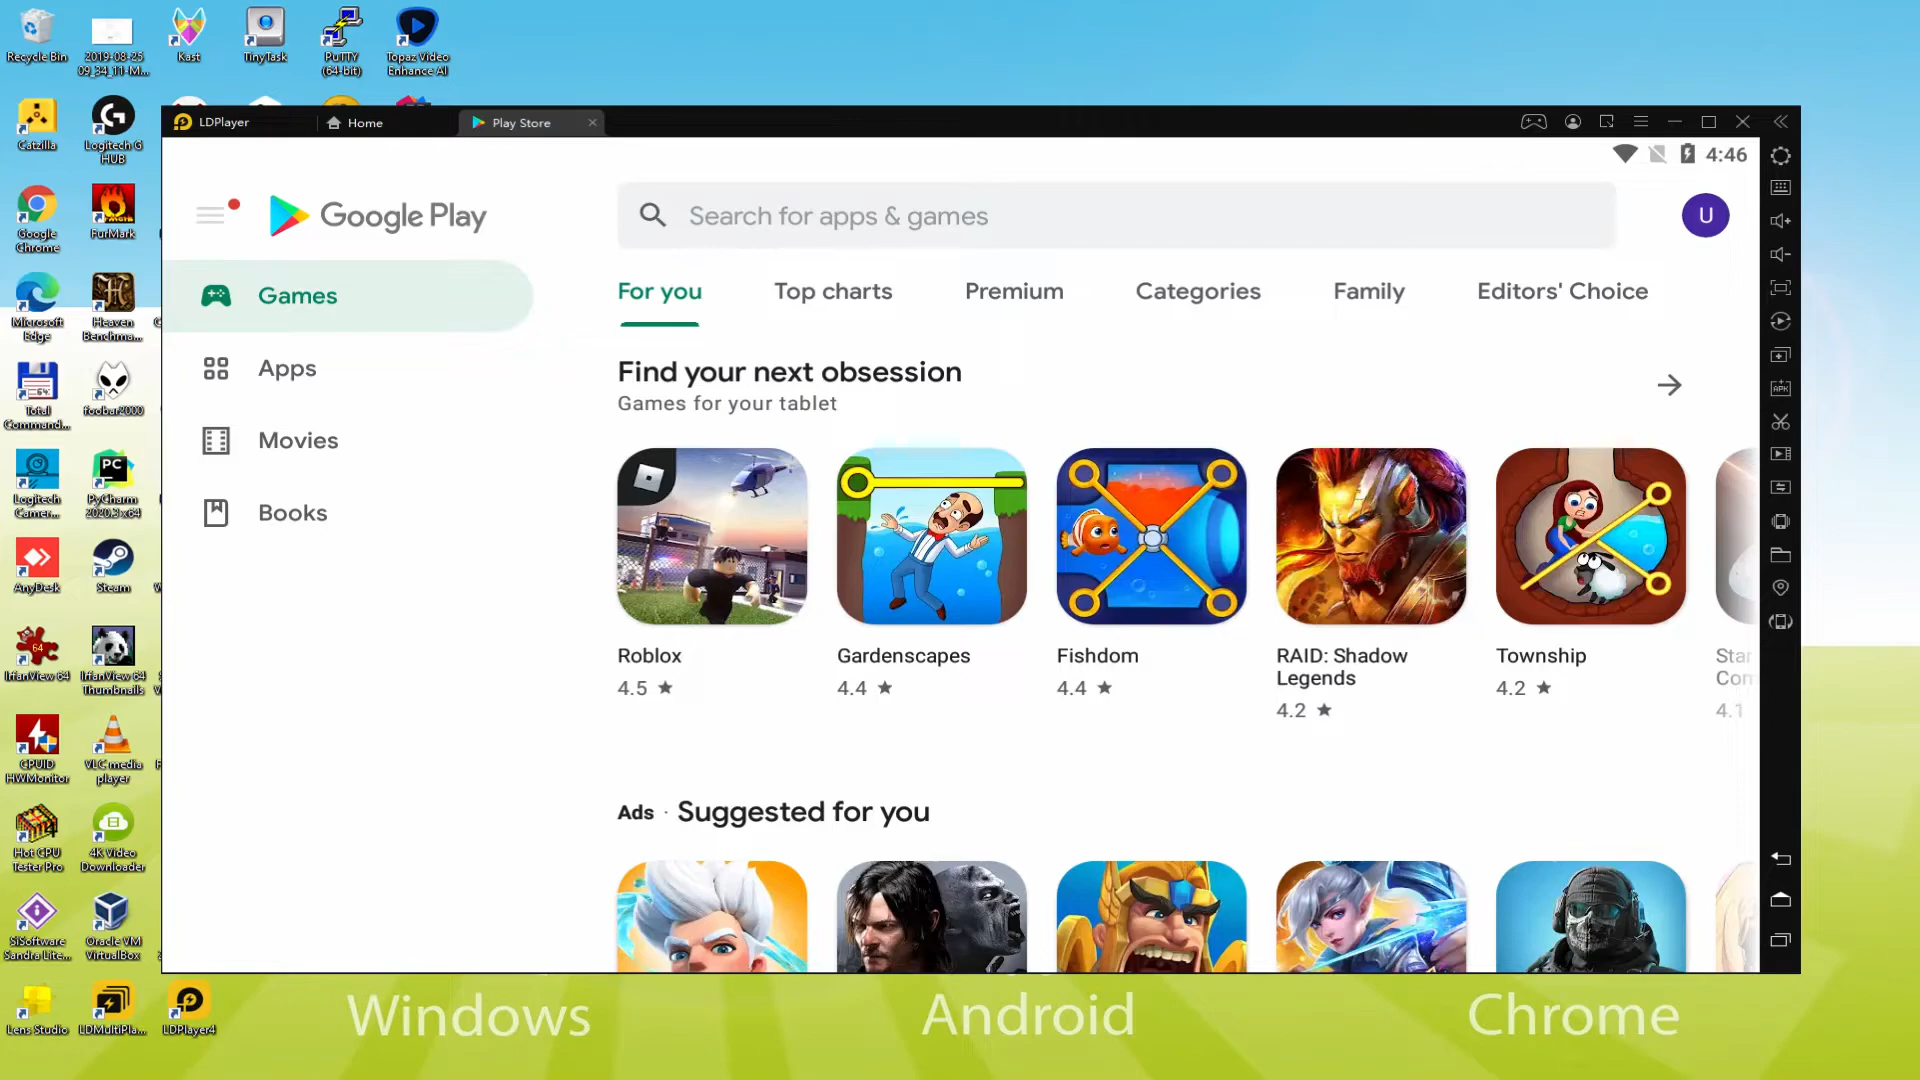 Recycle Bin
2019-08-25
09_34_11-M...
Kast
TinyTask
PuTTY
(64-bit)
Topaz Video
Enhance AI
Catzilla
Logitech G
HUB
Google
Chrome
FurMark
Microsoft
Edge
Heaven
Benchma...
Total
Command...
foobar2000
Logitech
Camer...
PyCharm
2020.3 x64
AnyDesk
Steam
IrfanView 64
IrfanView 64
Thumbnails
CPUID
HWMonitor
VLC media
player
Hot CPU
Tester Pro
4K Video
Downloader
SiSoftware
Sandra Lite...
Oracle VM
VirtualBox
Lens Studio
LDMultiPla...
LDPlayer4
LDPlayer
Home
Play Store
4:46
Google Play
Search for apps & games
U
Games
Apps
Movies
Books
For you
Top charts
Premium
Categories
Family
Editors' Choice
Find your next obsession
Games for your tablet
Roblox
4.5 ★
Gardenscapes
4.4 ★
Fishdom
4.4 ★
RAID: Shadow
Legends
4.2 ★
Township
4.2 ★
Star
Com
4.1
Ads · Suggested for you
APK
Windows
Android
Chrome